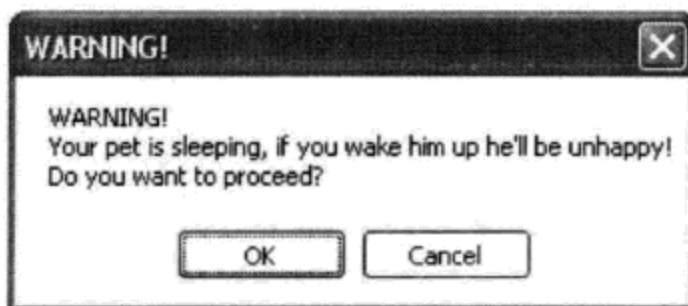 WARNING!
WARNING!
Your pet is sleeping, if you wake him up he'll be unhappy!
Do you want to proceed?
OK
Cancel